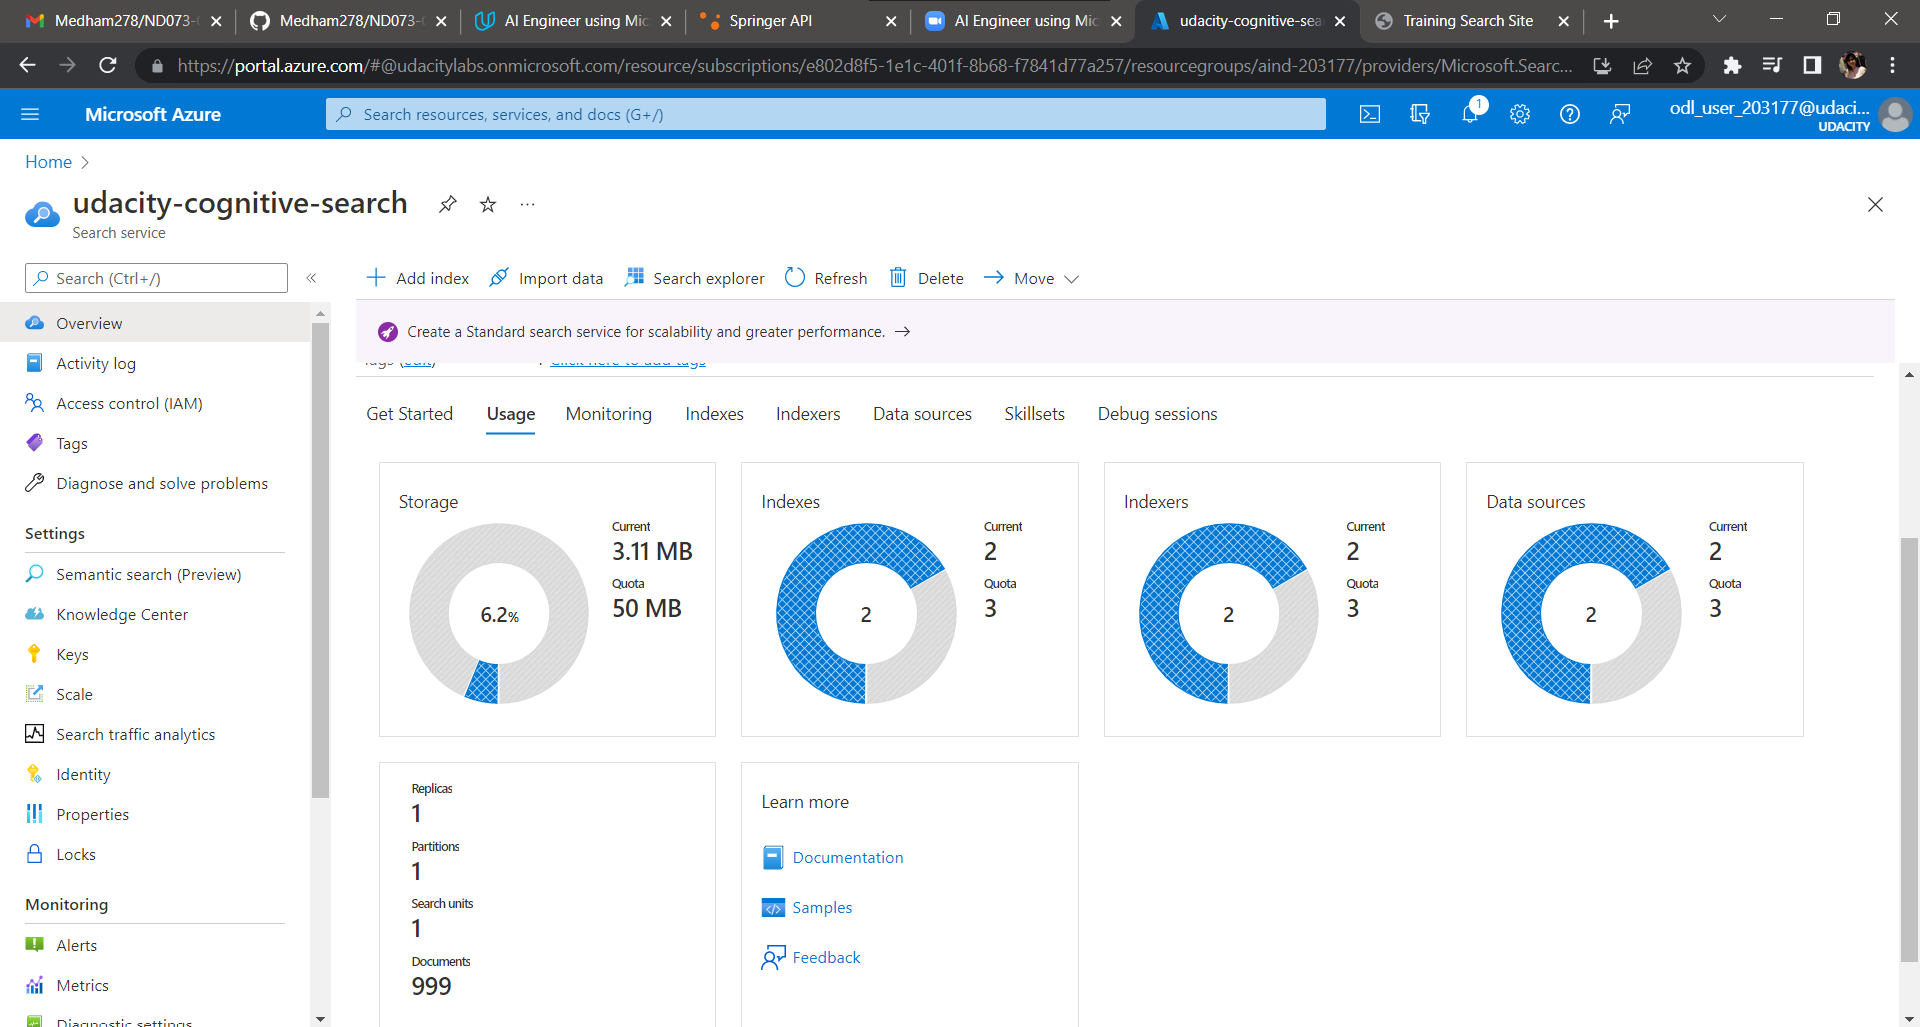 Medham278/ND073-
Medham278/ND073-
AI Engineer using Mic
Springer API
AI Engineer using Mic
udacity-cognitive-sea
Training Search Site
https://portal.azure.com/#@udacitylabs.onmicrosoft.com/resource/subscriptions/e802d8f5-1e1c-401f-8b68-f7841d77a257/resourcegroups/aind-203177/providers/Microsoft.Searc...
Microsoft Azure
Search resources, services, and docs (G+/)
1
odl_user_203177@udaci...
UDACITY
Home
udacity-cognitive-search
...
Search service
Search (Ctrl+/)
«
Add index
Import data
Search explorer
Refresh
Delete
Move
Create a Standard search service for scalability and greater performance.
Tags (edit) : Click here to add tags
Overview
Activity log
Access control (IAM)
Tags
Diagnose and solve problems
Settings
Semantic search (Preview)
Knowledge Center
Keys
Scale
Search traffic analytics
Identity
Properties
Locks
Monitoring
Alerts
Metrics
Diagnostic settings
Get Started
Usage
Monitoring
Indexes
Indexers
Data sources
Skillsets
Debug sessions
Storage
6.2%
Current
3.11 MB
Quota
50 MB
Indexes
2
Current
2
Quota
3
Indexers
2
Current
2
Quota
3
Data sources
2
Current
2
Quota
3
Replicas
1
Partitions
1
Search units
1
Documents
999
Learn more
Documentation
Samples
Feedback